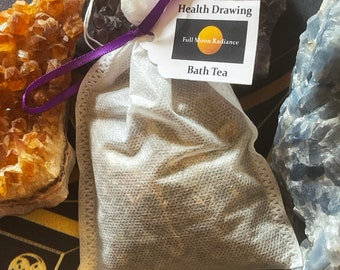 Health Drawing
Full Moon Radiance
Bath Tea